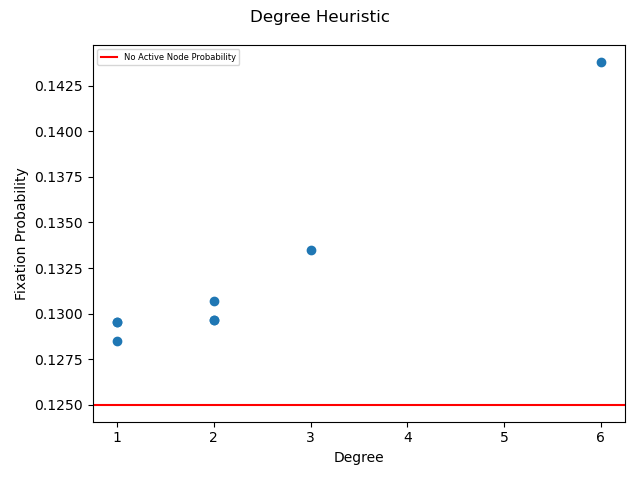 Degree Heuristic
No Active Node Probability
Fixation Probability
0.1425
0.1400
0.1375
0.1350
0.1325
0.1300
0.1275
0.1250
1 2 3 4 5 6
Degree